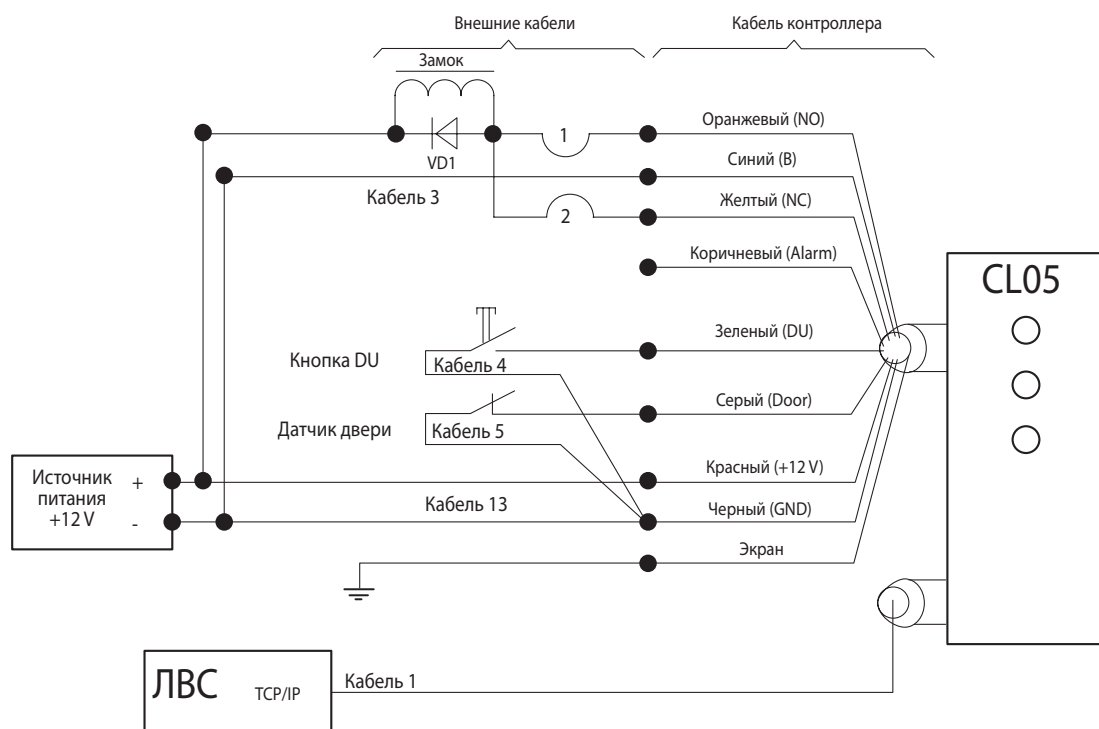 Внешние кабели
Кабель контроллера
Замок
VD1
1
Оранжевый (NO)
Синий (B)
Кабель 3
2
Желтый (NC)
Коричневый (Alarm)
CL05
Зеленый (DU)
Кнопка DU
Кабель 4
Серый (Door)
Датчик двери
Кабель 5
Источник
питания
+12 V
+
-
Красный (+12 V)
Кабель 13
Черный (GND)
Экран
ЛВС
TCP/IP
Кабель 1